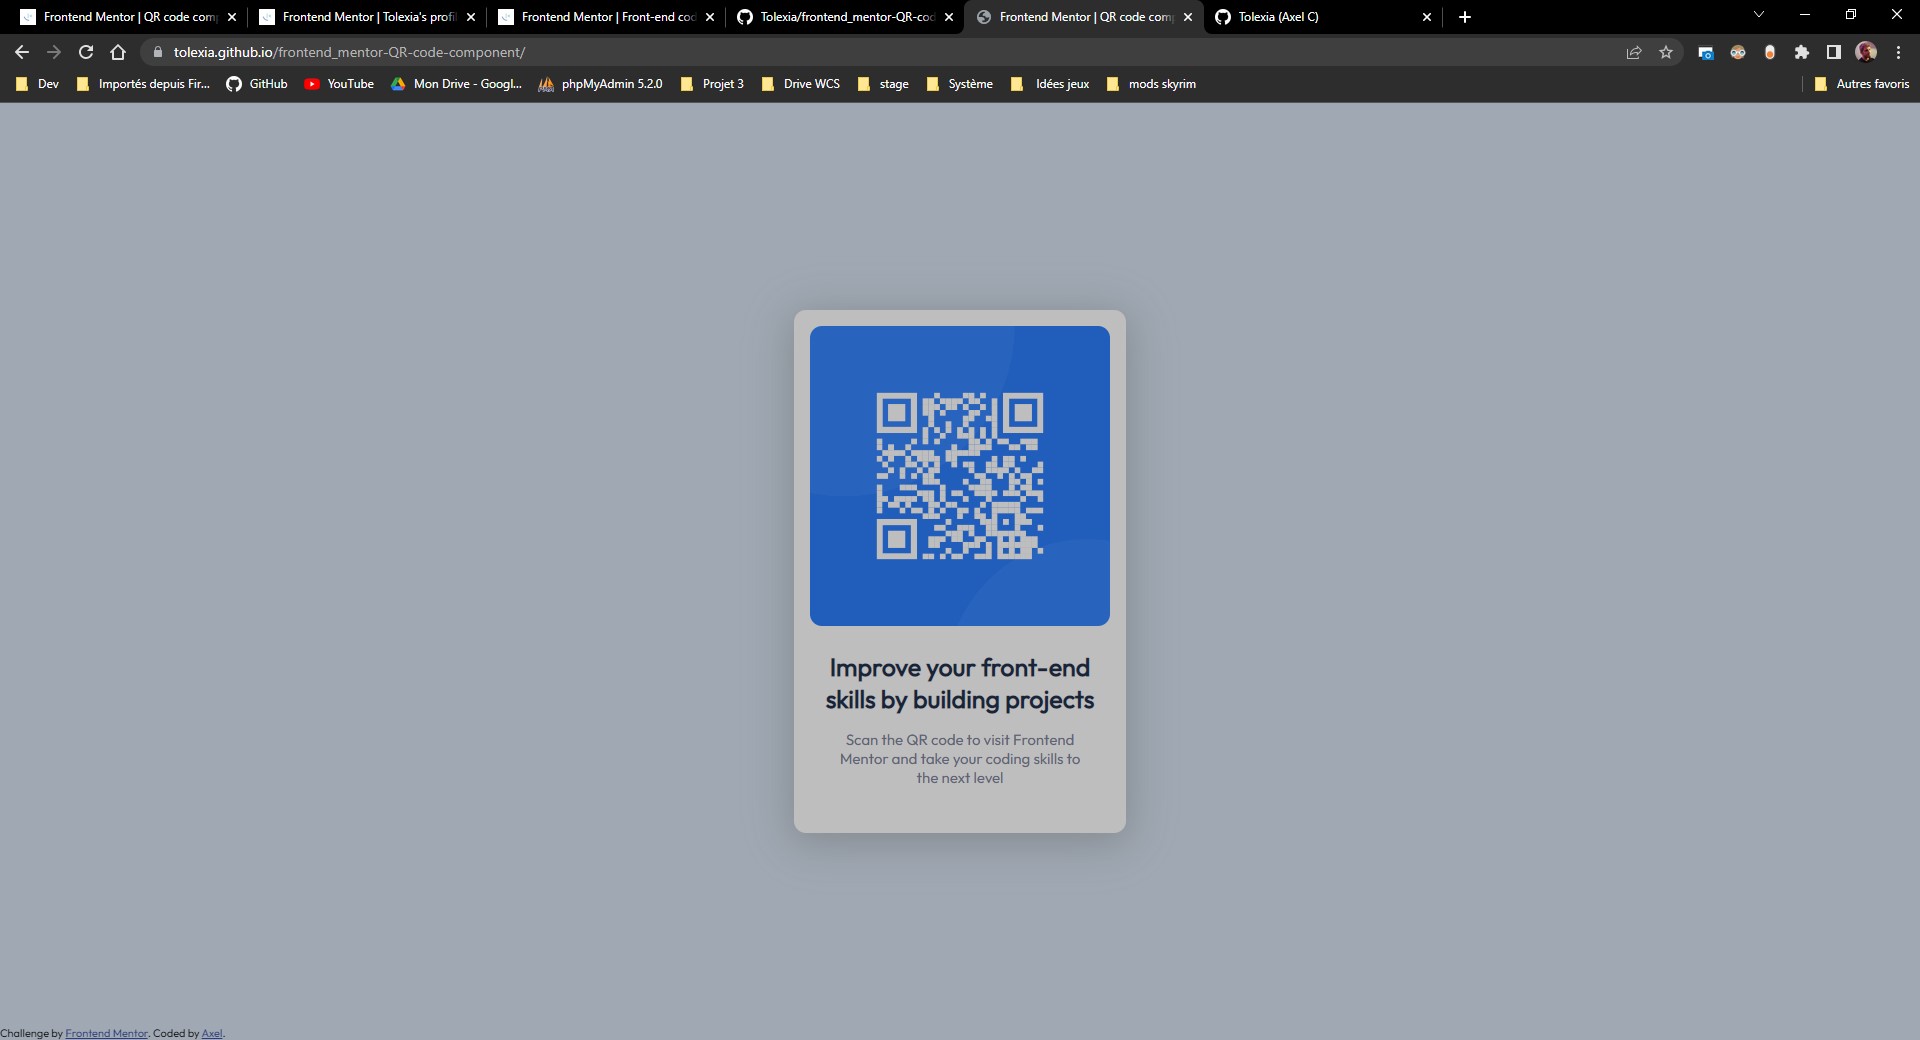 Frontend Mentor | QR code com
Frontend Mentor | Tolexia's profi
Frontend Mentor | Front-end cod
Tolexia/frontend_mentor-QR-cod
Frontend Mentor | QR code comp
Tolexia (Axel C)
tolexia.github.io/frontend_mentor-QR-code-component/
Dev
Importés depuis Fir...
GitHub
YouTube
Mon Drive - Googl...
phpMyAdmin 5.2.0
Projet 3
Drive WCS
stage
Système
Idées jeux
mods skyrim
Autres favoris
Improve your front-end
skills by building projects
Scan the QR code to visit Frontend
Mentor and take your coding skills to
the next level
Challenge by Frontend Mentor. Coded by Axel.